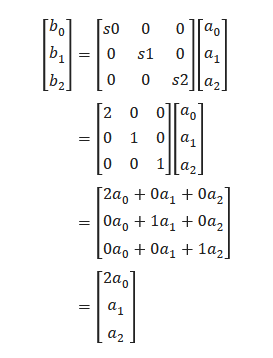 [b₀ b₁ b₂] = [s0 0 0; 0 s1 0; 0 0 s2][a₀ a₁ a₂]
= [2 0 0; 0 1 0; 0 0 1][a₀ a₁ a₂]
= [2a₀ + 0a₁ + 0a₂; 0a₀ + 1a₁ + 0a₂; 0a₀ + 0a₁ + 1a₂]
= [2a₀; a₁; a₂]